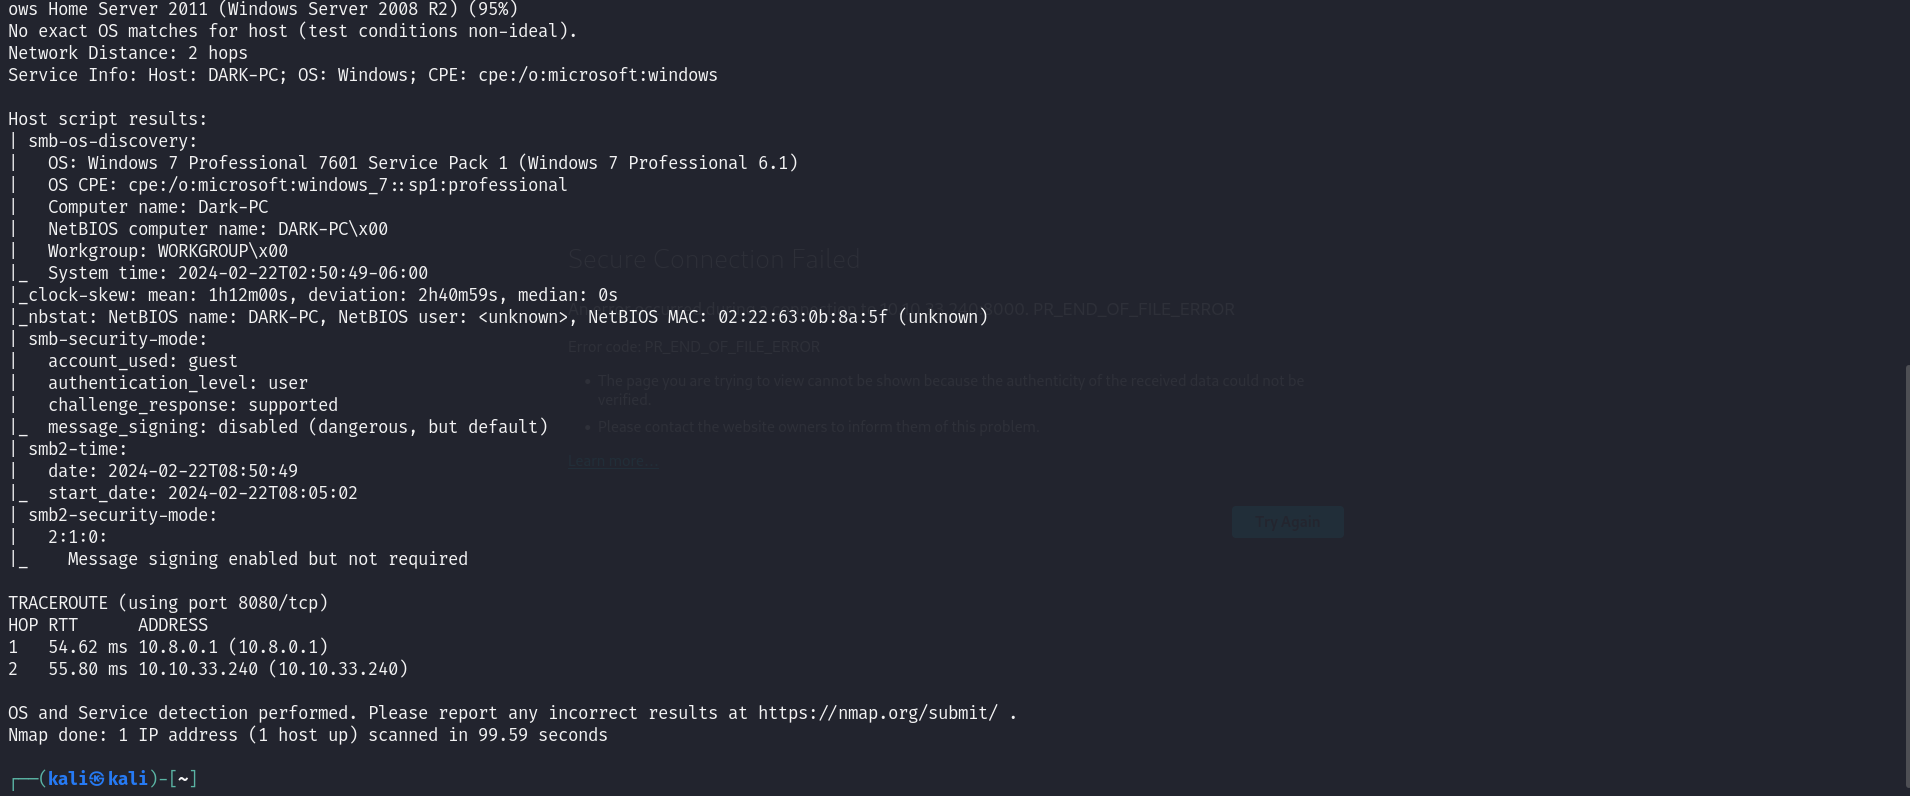 ows Home Server 2011 (Windows Server 2008 R2) (95%)
No exact OS matches for host (test conditions non-ideal).
Network Distance: 2 hops
Service Info: Host: DARK-PC; OS: Windows; CPE: cpe:/o:microsoft:windows
Host script results:
| smb-os-discovery:
|   OS: Windows 7 Professional 7601 Service Pack 1 (Windows 7 Professional 6.1)
|   OS CPE: cpe:/o:microsoft:windows_7::sp1:professional
|   Computer name: Dark-PC
|   NetBIOS computer name: DARK-PC\x00
|   Workgroup: WORKGROUP\x00
Secure Connection Failed
|_  System time: 2024-02-22T02:50:49-06:00
|_clock-skew: mean: 1h12m00s, deviation: 2h40m59s, median: 0s
PR_END_OF_FILE_ERROR
|_nbstat: NetBIOS name: DARK-PC, NetBIOS user: <unknown>, NetBIOS MAC: 02:22:63:0b:8a:5f (unknown)
| smb-security-mode:
Error code: PR_END_OF_FILE_ERROR
|   account_used: guest
|   authentication_level: user
The page you are trying to view cannot be shown because the authenticity of the received data could not be
verified.
|   challenge_response: supported
|_  message_signing: disabled (dangerous, but default)
Please contact the website owners to inform them of this problem.
| smb2-time:
Learn more...
|   date: 2024-02-22T08:50:49
|_  start_date: 2024-02-22T08:05:02
| smb2-security-mode:
Try Again
|   2:1:0:
|_    Message signing enabled but not required
TRACEROUTE (using port 8080/tcp)
HOP RTT      ADDRESS
1   54.62 ms 10.8.0.1 (10.8.0.1)
2   55.80 ms 10.10.33.240 (10.10.33.240)
OS and Service detection performed. Please report any incorrect results at https://nmap.org/submit/ .
Nmap done: 1 IP address (1 host up) scanned in 99.59 seconds
┌──(kali㉿kali)-[~]